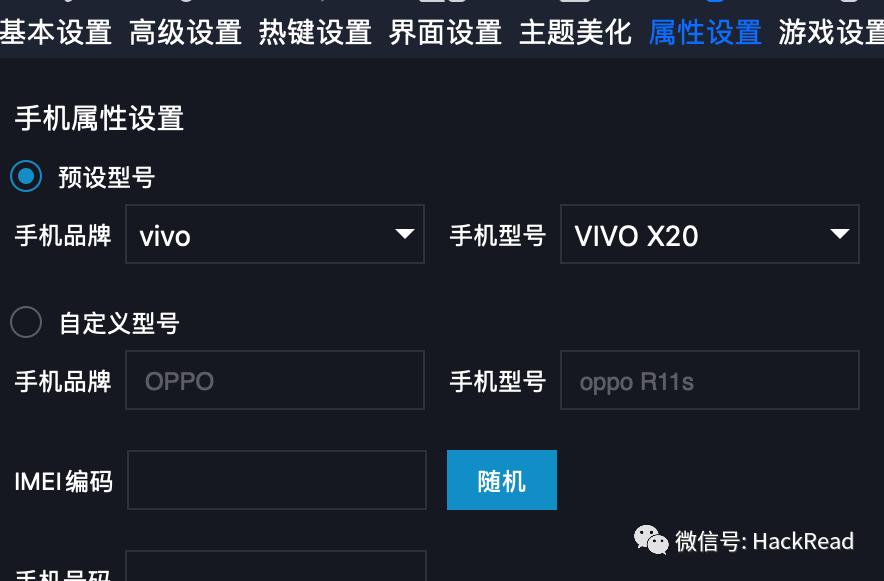 基本设置 高级设置 热键设置 界面设置 主题美化 属性设置 游戏设置
手机属性设置
预设型号
手机品牌 vivo 手机型号 VIVO X20
自定义型号
手机品牌 OPPO 手机型号 oppo R11s
IMEI编码 随机
微信号: HackRead
手机号码